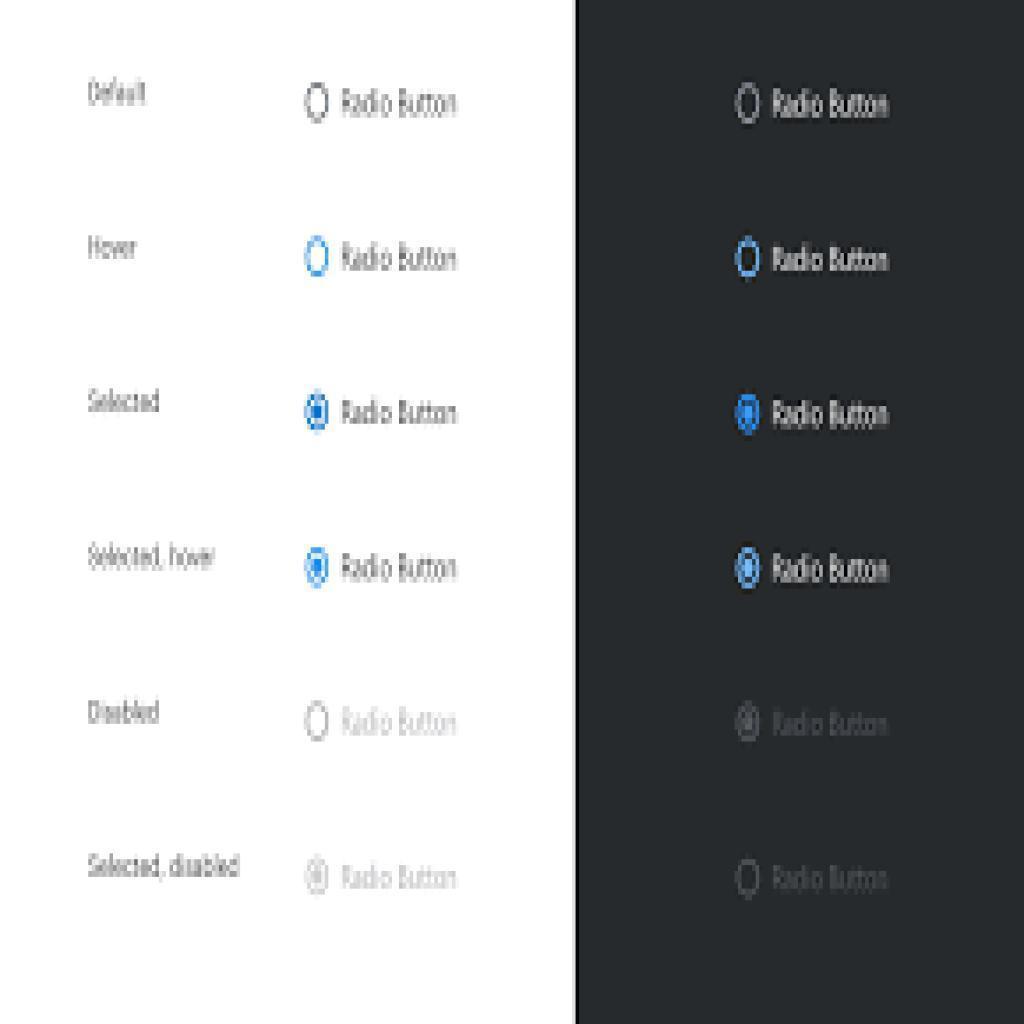 Default Radio Button Radio Button
Hover Radio Button Radio Button
Selected Radio Button Radio Button
Selected, hover Radio Button Radio Button
Disabled Radio Button Radio Button
Selected, disabled Radio Button Radio Button